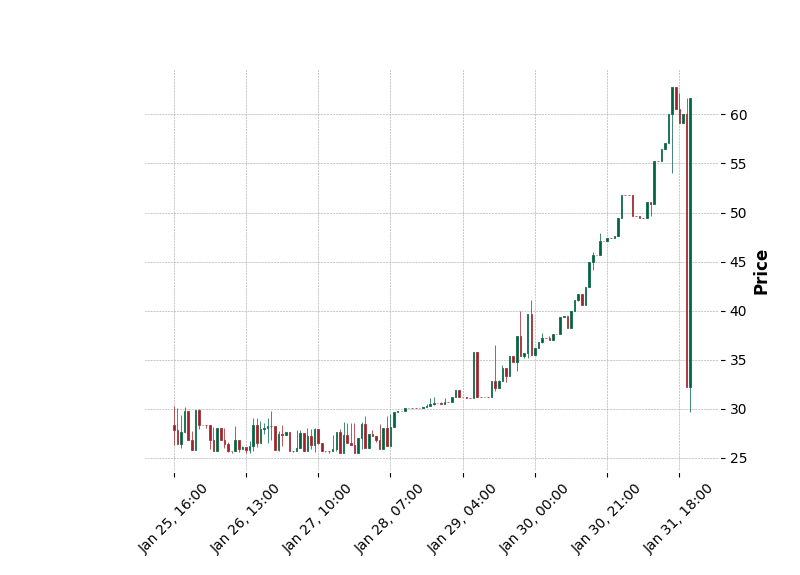 60
55
50
45
40
35
30
25
Price
Jan 25, 16:00
Jan 26, 13:00
Jan 27, 10:00
Jan 28, 07:00
Jan 29, 04:00
Jan 30, 00:00
Jan 30, 21:00
Jan 31, 18:00